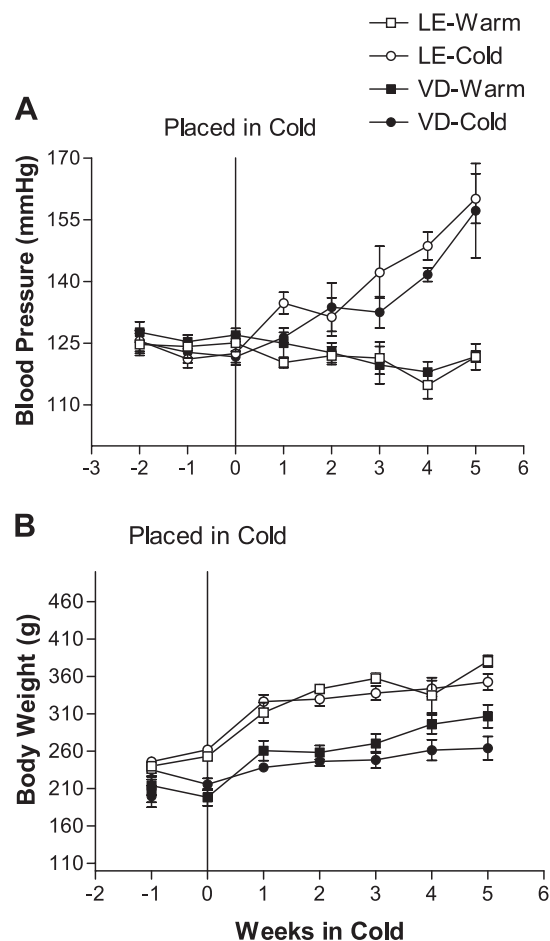 LE-Warm
LE-Cold
VD-Warm
VD-Cold
A
Placed in Cold
Blood Pressure (mmHg)
170
155
140
125
110
-3 -2 -1 0 1 2 3 4 5 6
B
Placed in Cold
Body Weight (g)
460
410
360
310
260
210
160
110
-2 -1 0 1 2 3 4 5 6
Weeks in Cold